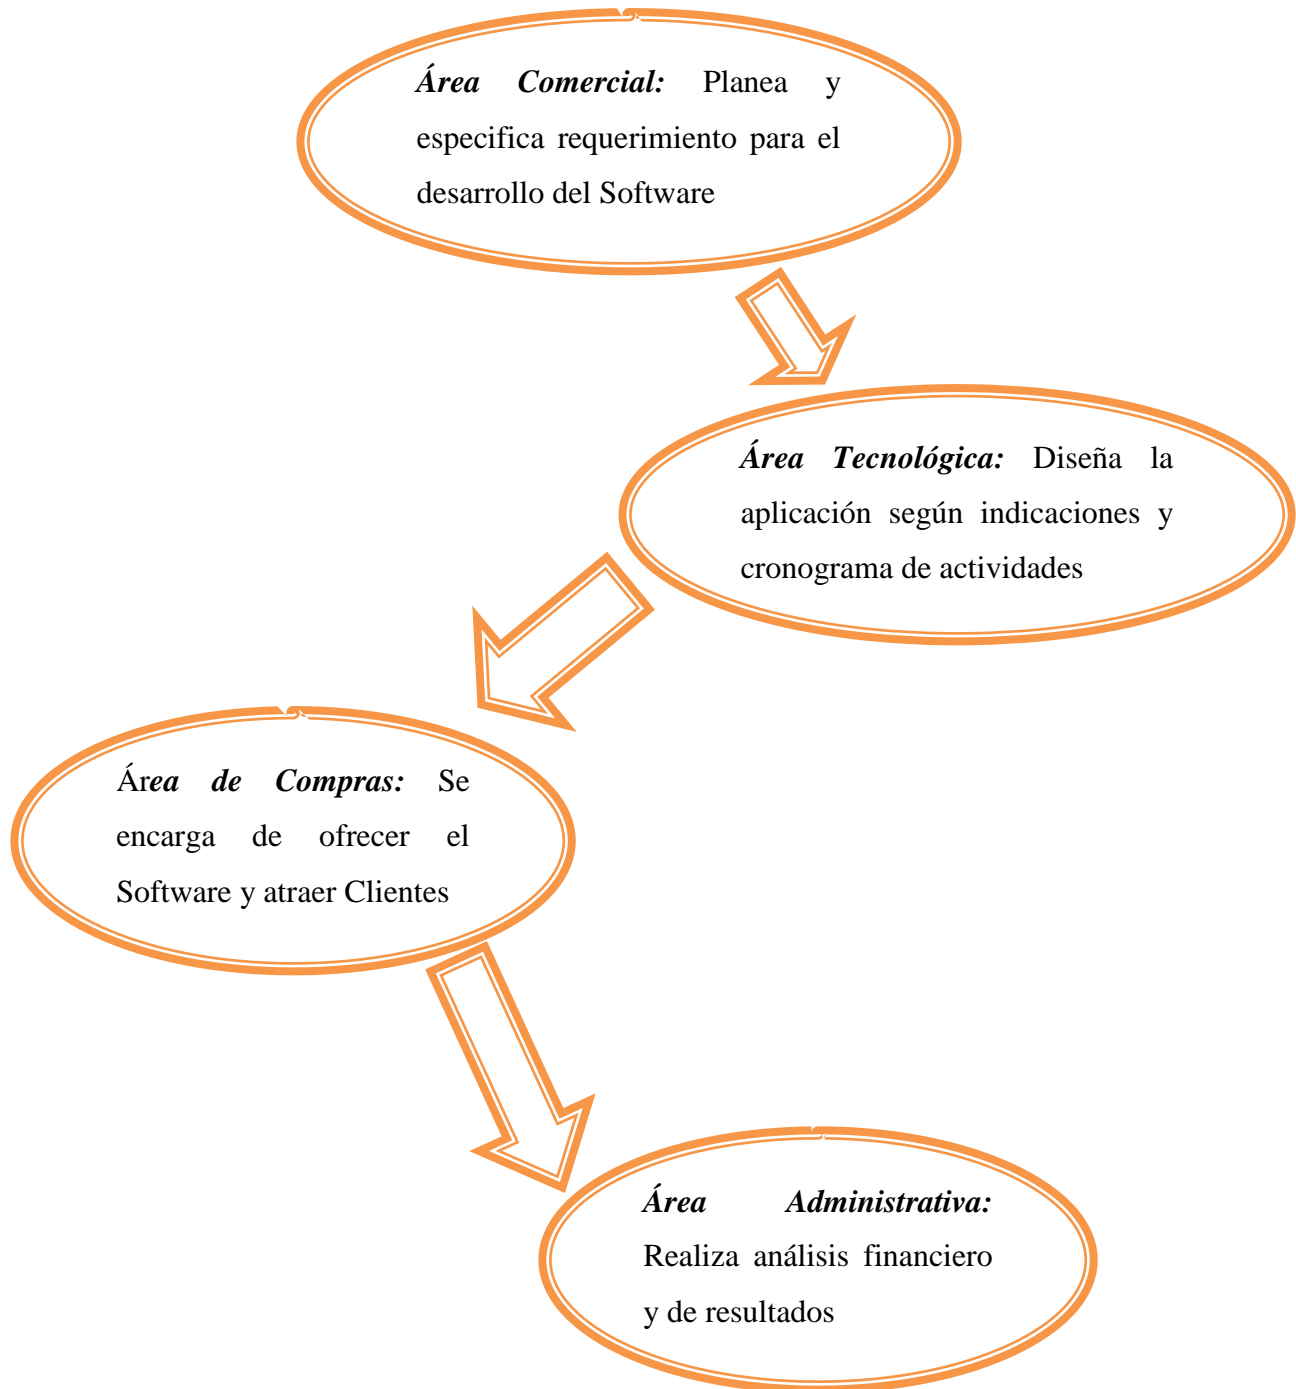 Área Comercial: Planea y
especifica requerimiento para el
desarrollo del Software
Área Tecnológica: Diseña la
aplicación según indicaciones y
cronograma de actividades
Área de Compras: Se
encarga de ofrecer el
Software y atraer Clientes
Área Administrativa:
Realiza análisis financiero
y de resultados